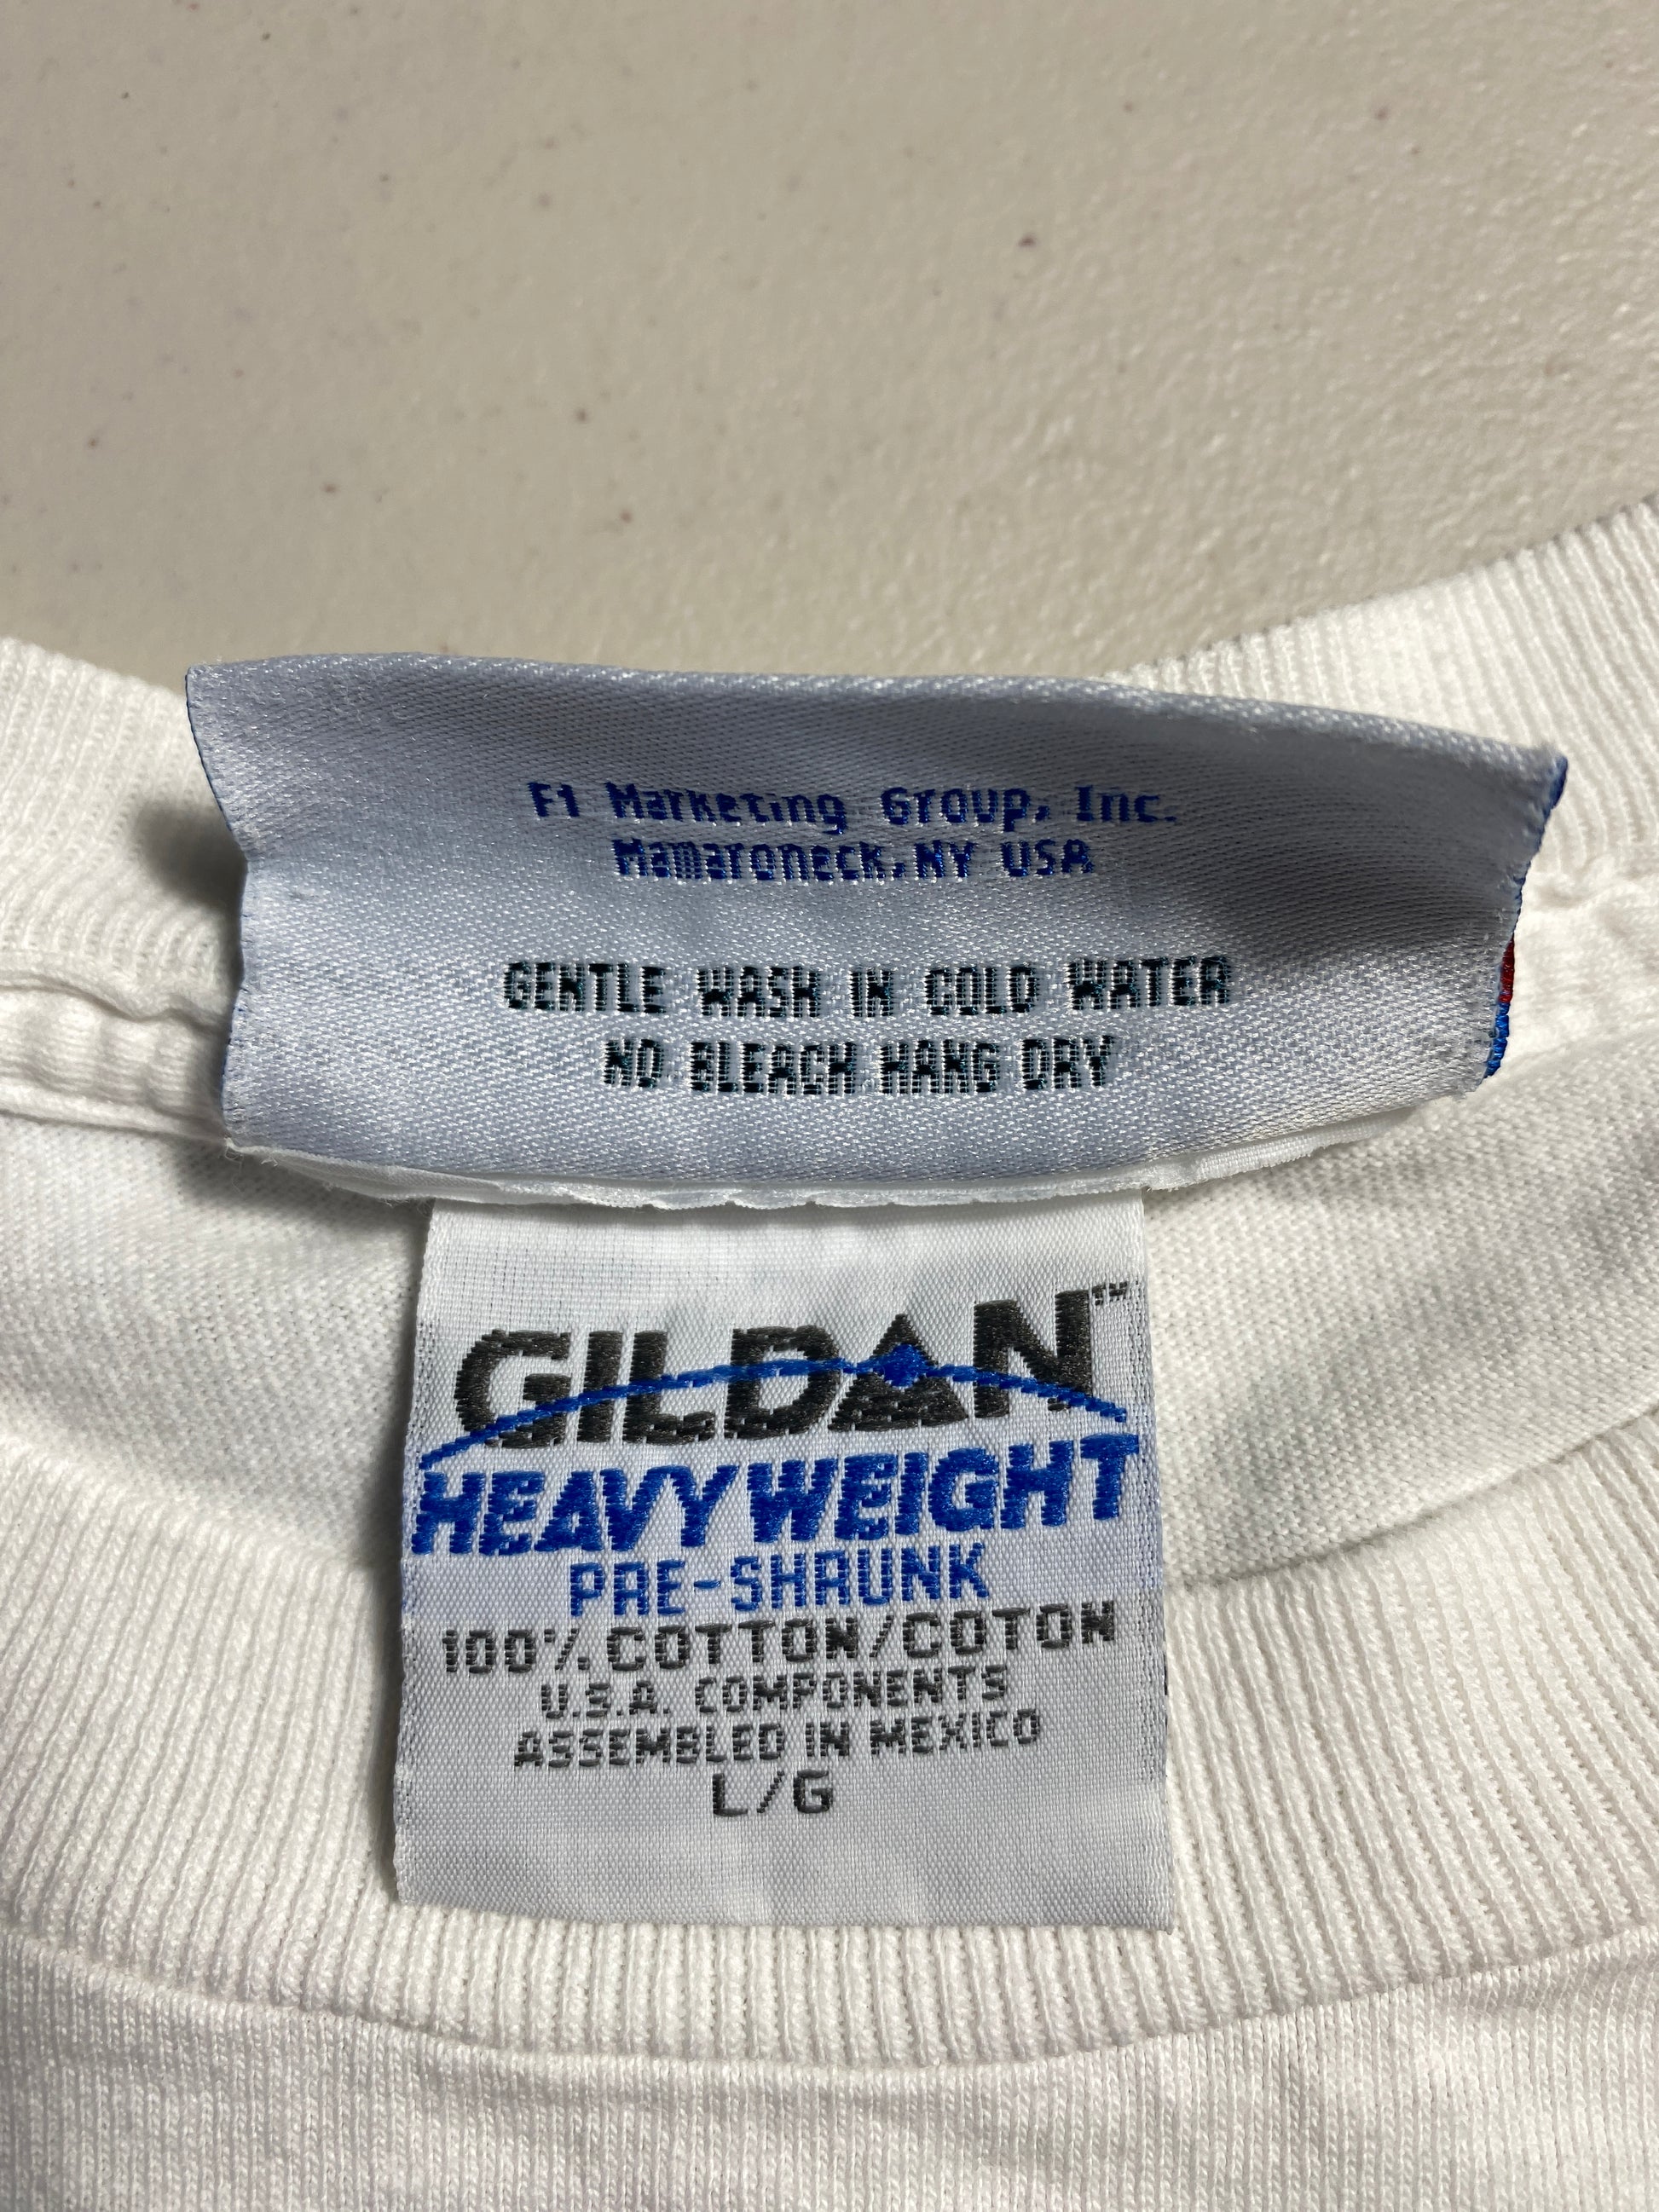 F1 Marketing Group, Inc.
Mamaroneck, NY USA
GENTLE WASH IN COLD WATER
NO BLEACH HANG DRY
GILDAN™
HEAVYWEIGHT
PRE-SHRUNK
100% COTTON/COTON
U.S.A. COMPONENTS
ASSEMBLED IN MEXICO
L/G